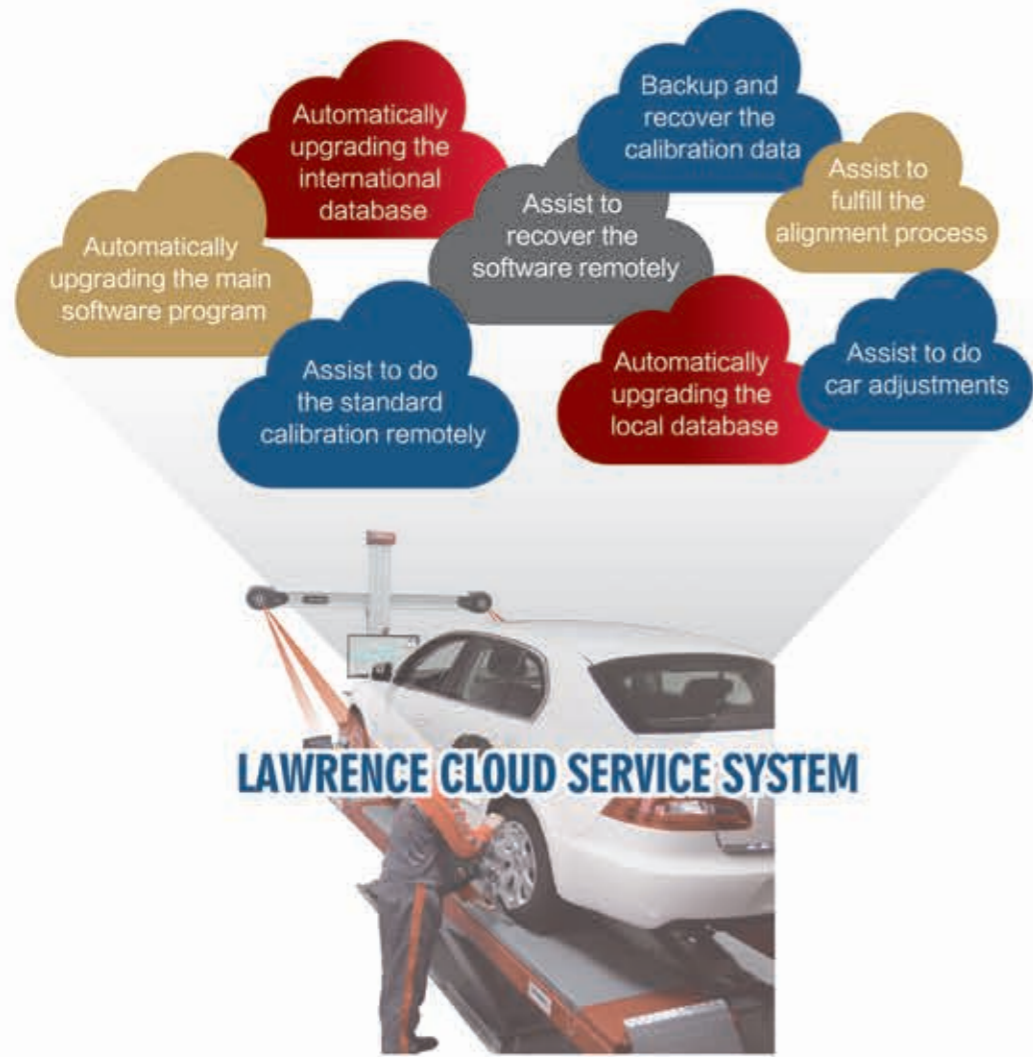 Automatically
upgrading the
international
database
Backup and
recover the
calibration data
Assist to
fulfill the
alignment process
Assist to
recover the
software remotely
Automatically
upgrading the main
software program
Assist to do
the standard
calibration remotely
Automatically
upgrading the
local database
Assist to do
car adjustments
LAWRENCE CLOUD SERVICE SYSTEM